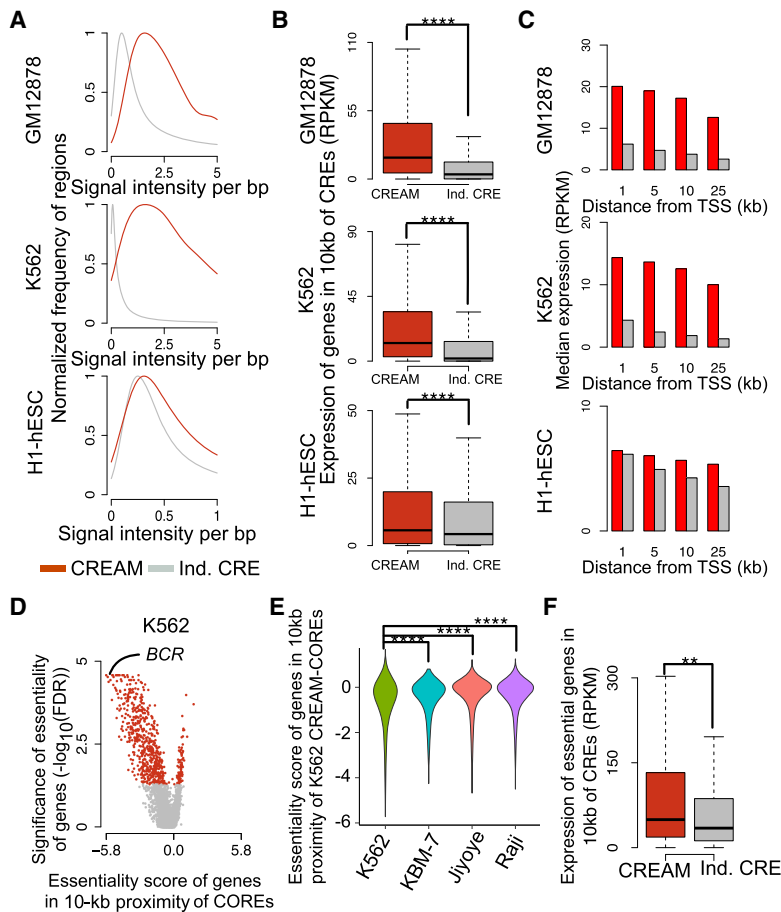 A
GM12878
1
0.5
0
0
2.5
5
Signal intensity per bp
K562
1
0.5
0
0
2.5
5
Signal intensity per bp
H1-hESC
1
0.5
0
0
0.5
1
Signal intensity per bp
Normalized frequency of regions
CREAM
Ind. CRE
B
GM12878
110
55
0
****
CREAM
Ind. CRE
K562
90
45
0
****
CREAM
Ind. CRE
H1-hESC
50
25
0
****
CREAM
Ind. CRE
Expression of genes in 10kb of CREs (RPKM)
C
GM12878
30
20
10
0
1 5 10 25
Distance from TSS (kb)
K562
20
10
0
1 5 10 25
Distance from TSS (kb)
H1-hESC
10
5
0
1 5 10 25
Distance from TSS (kb)
Median expression (RPKM)
D
K562
BCR
Significance of essentiality
of genes (-log10(FDR))
5
2.5
0
−5.8 0.0 5.8
Essentiality score of genes
in 10-kb proximity of COREs
E
Essentiality score of genes in 10kb
proximity of K562 CREAM-COREs
****
****
****
0
−2
−4
−6
K562
KBM-7
Jiyoye
Raji
F
Expression of essential genes in
10kb of CREs (RPKM)
300
150
0
**
CREAM
Ind. CRE